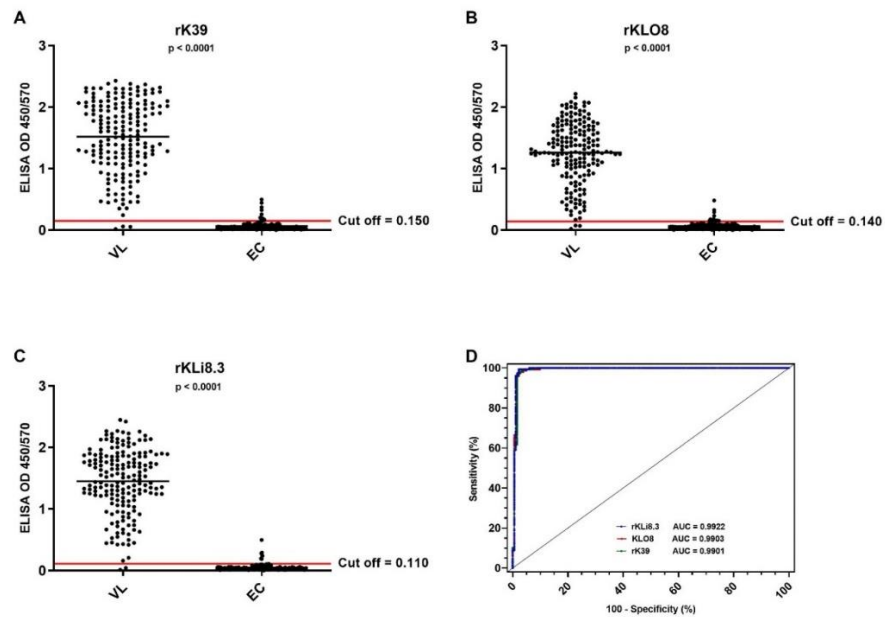 A
rK39
p < 0.0001
ELISA OD 450/570
3
2
1
0
Cut off = 0.150
VL
EC
B
rKLO8
p < 0.0001
ELISA OD 450/570
3
2
1
0
Cut off = 0.140
VL
EC
C
rKLi8.3
p < 0.0001
ELISA OD 450/570
3
2
1
0
Cut off = 0.110
VL
EC
D
Sensitivity (%)
100
80
60
40
20
0
rKLi8.3 AUC = 0.9922
KLO8 AUC = 0.9903
rK39 AUC = 0.9901
0 20 40 60 80 100
100 - Specificity (%)